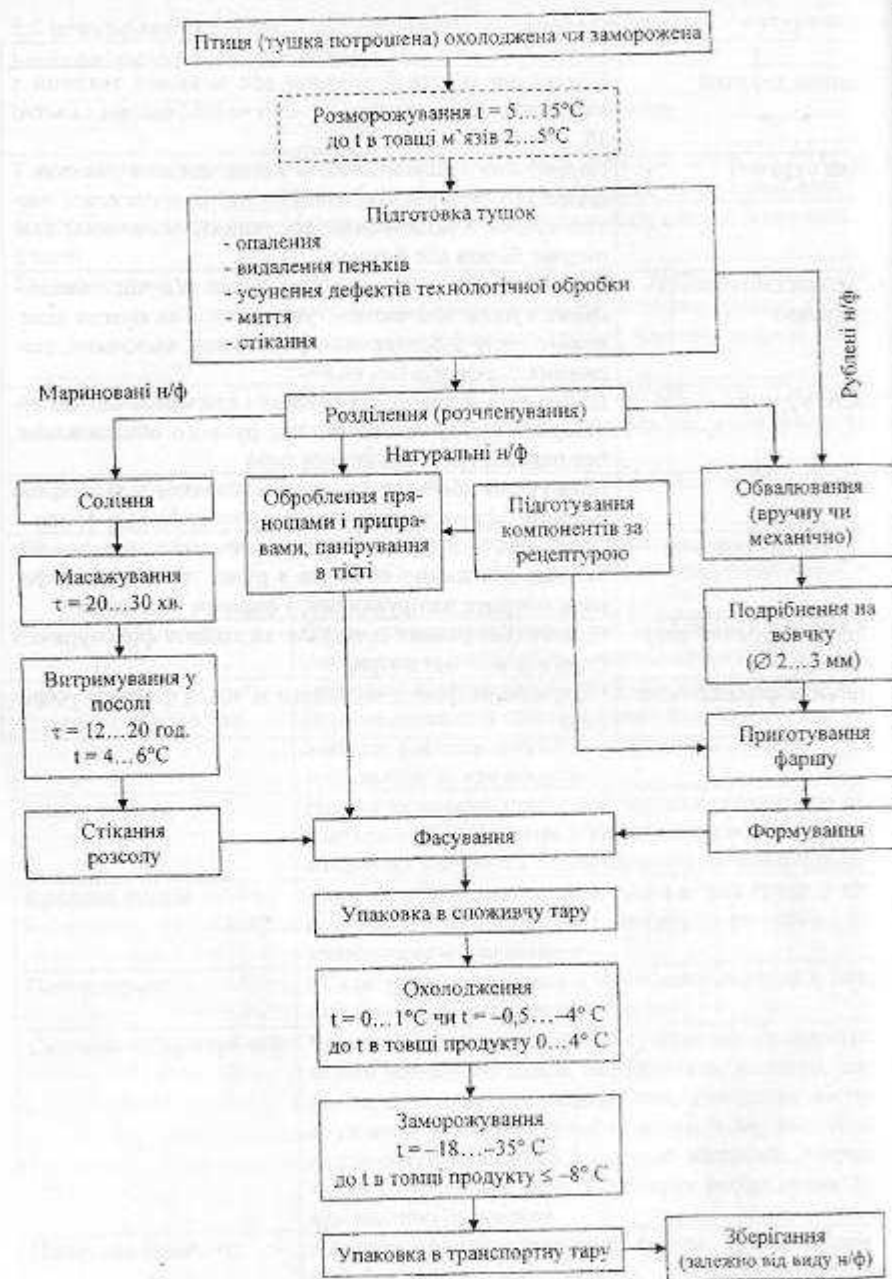 Птиця (тушка потрошена) охолоджена чи заморожена
Розморожування t = 5...15°С
до t в товщі м`язів 2...5°С
Підготовка тушок
- опалення
- видалення пеньків
- усунення дефектів технологічної обробки
- миття
- стікання
Рублені н/ф
Мариновані н/ф
Розділення (розчленування)
Натуральні н/ф
Соління
Масажування
τ = 20...30 хв.
Витримування у
посолі
τ = 12...20 год.
t = 4...6°С
Стікання
розсолу
Оброблення пря-
нощами і припра-
вами, панірування
в тісті
Підготування
компонентів за
рецептурою
Обвалювання
(вручну чи
механічно)
Подрібнення на
вовчку
(∅ 2...3 мм)
Приготування
фаршу
Формування
Фасування
Упаковка в споживчу тару
Охолодження
t = 0...1°С чи t = –0,5...–4° С
до t в товщі продукту 0...4° С
Заморожування
t = –18...–35° С
до t в товщі продукту ≤ –8° С
Упаковка в транспортну тару
Зберігання
(залежно від виду н/ф)